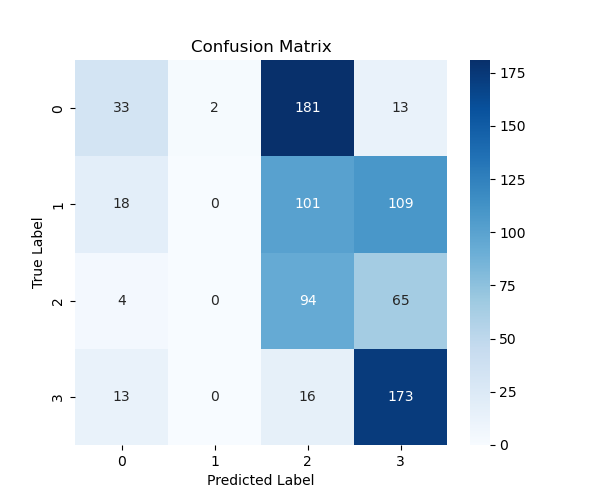 Confusion Matrix
0 33 2 181 13
1 18 0 101 109
2 4 0 94 65
3 13 0 16 173
0 1 2 3
True Label
Predicted Label
175
150
125
100
75
50
25
0